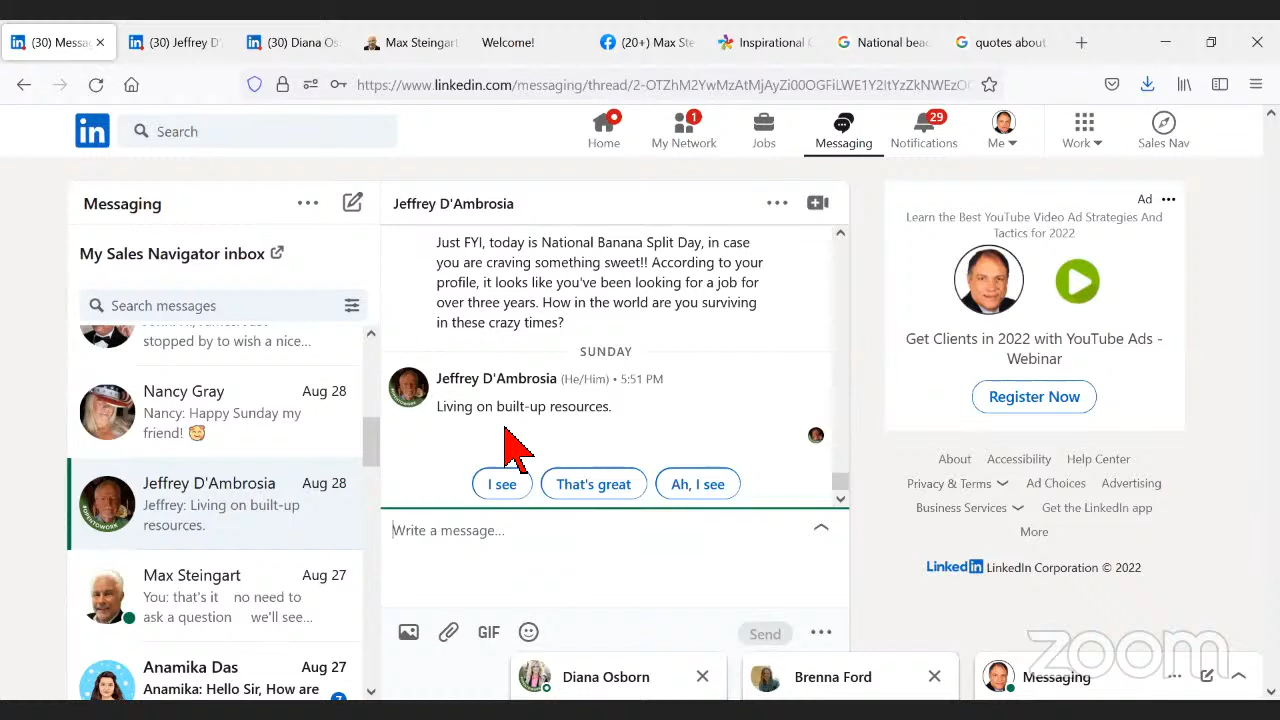 (30) Messa
(30) Jeffrey D'
(30) Diana Os
Max Steingart
Welcome!
(20+) Max Ste
Inspirational
National bea
quotes about
https://www.linkedin.com/messaging/thread/2-OTZhM2YwMzAtMjAyZi00OGFiLWE1Y2ItYzZkNWEzO
in
Search
Home
1
My Network
Jobs
Messaging
29
Notifications
Me
Work
Sales Nav
Messaging
My Sales Navigator inbox
Search messages
stopped by to wish a nice...
Nancy Gray Aug 28
Nancy: Happy Sunday my
friend! 🥰
Jeffrey D'Ambrosia Aug 28
Jeffrey: Living on built-up
resources.
Max Steingart Aug 27
You: that's it no need to
ask a question we'll see...
Anamika Das Aug 27
Anamika: Hello Sir, How are
Jeffrey D'Ambrosia
Just FYI, today is National Banana Split Day, in case
you are craving something sweet!! According to your
profile, it looks like you've been looking for a job for
over three years. How in the world are you surviving
in these crazy times?
SUNDAY
Jeffrey D'Ambrosia (He/Him) • 5:51 PM
Living on built-up resources.
I see
That's great
Ah, I see
Write a message...
GIF
Send
Ad
Learn the Best YouTube Video Ad Strategies And
Tactics for 2022
Get Clients in 2022 with YouTube Ads -
Webinar
Register Now
About Accessibility Help Center
Privacy & Terms Ad Choices Advertising
Business Services Get the LinkedIn app
More
LinkedIn LinkedIn Corporation © 2022
Diana Osborn
Brenna Ford
Messaging
zoom